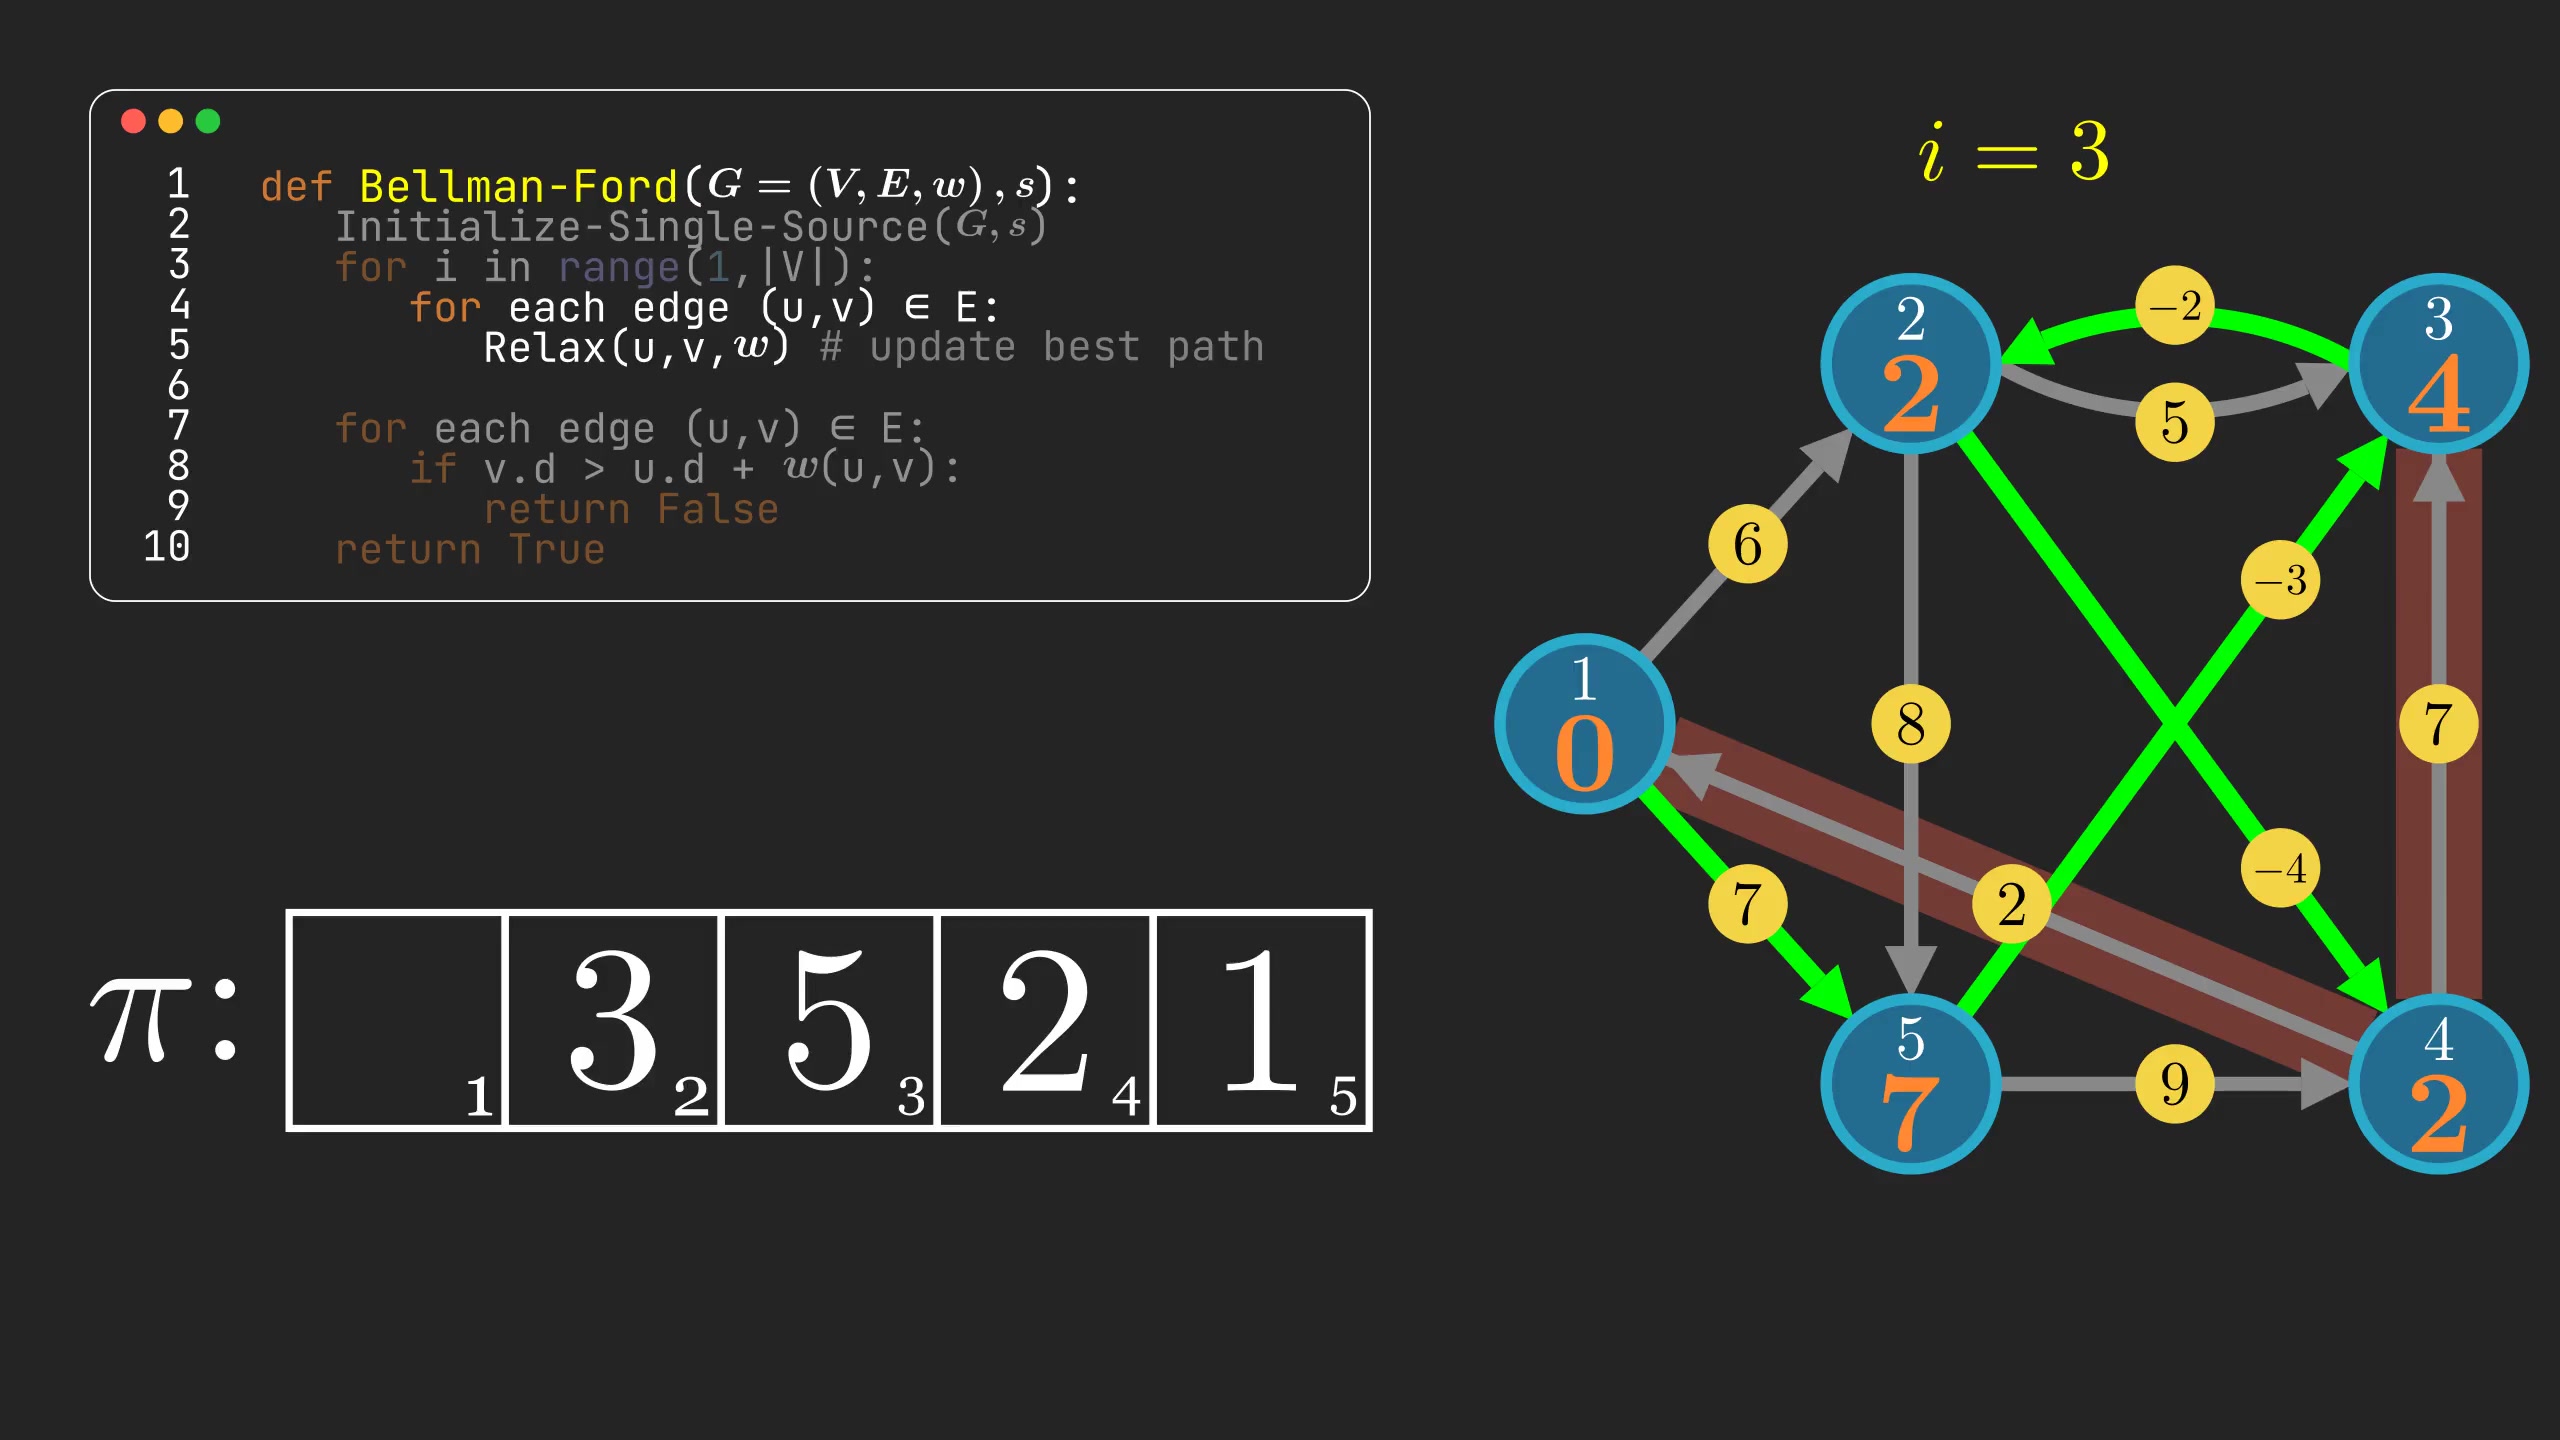 1 def Bellman-Ford(G = (V, E, w), s):
2 Initialize-Single-Source(G, s)
3 for i in range(1,|V|):
4 for each edge (u,v) ∈ E:
5 Relax(u,v,w) # update best path
6
7 for each edge (u,v) ∈ E:
8 if v.d > u.d + w(u,v):
9 return False
10 return True
i = 3
−2
2
2
3
4
5
6
−3
1
0
8
7
7
2
−4
5
7
9
4
2
π: 3 5 2 1
1 2 3 4 5